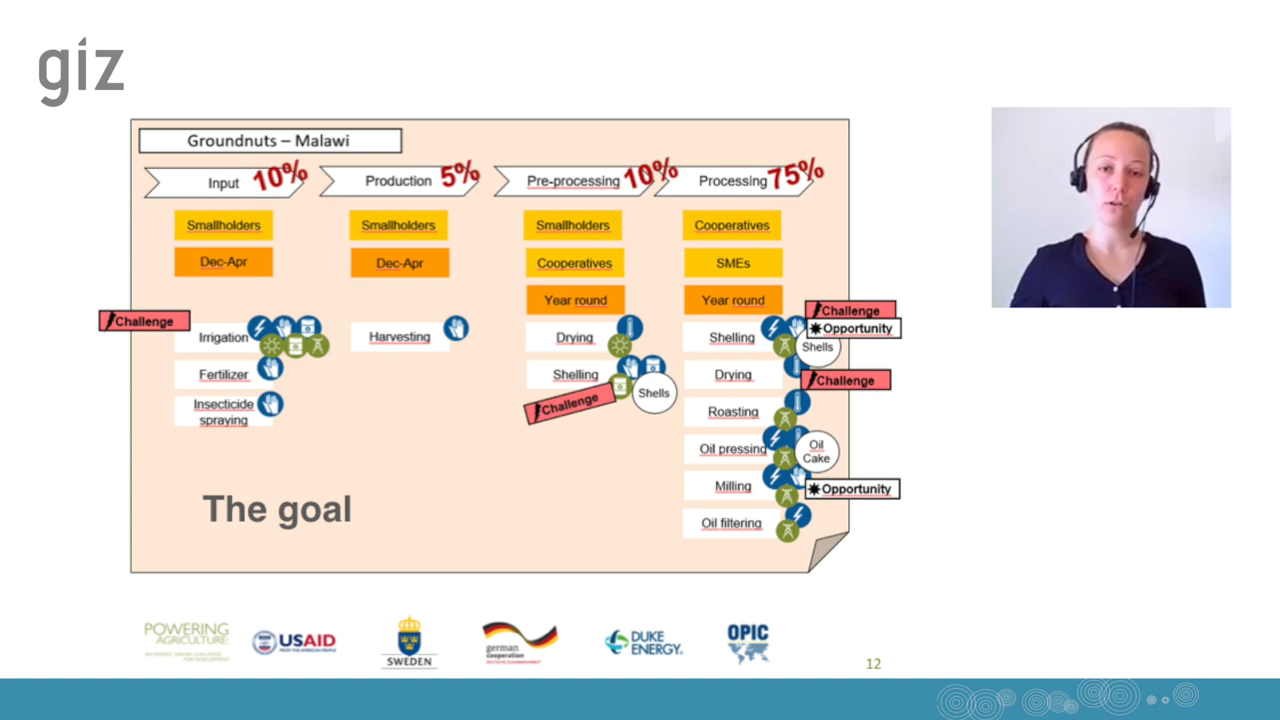 giz
Groundnuts – Malawi
Input 10%
Production 5%
Pre-processing 10%
Processing 75%
Smallholders
Smallholders
Smallholders
Cooperatives
Dec-Apr
Dec-Apr
Cooperatives
SMEs
Year round
Year round
Challenge
Irrigation
Harvesting
Drying
Shelling
Challenge
Opportunity
Shells
Fertilizer
Shelling
Shells
Challenge
Drying
Challenge
Insecticide
spraying
Roasting
Oil pressing
Oil
Cake
Milling
Opportunity
Oil filtering
The goal
POWERING
AGRICULTURE:
AN ENERGY GRAND CHALLENGE
FOR DEVELOPMENT
USAID
FROM THE AMERICAN PEOPLE
SWEDEN
german
cooperation
DEUTSCHE ZUSAMMENARBEIT
DUKE
ENERGY®
OPIC
12